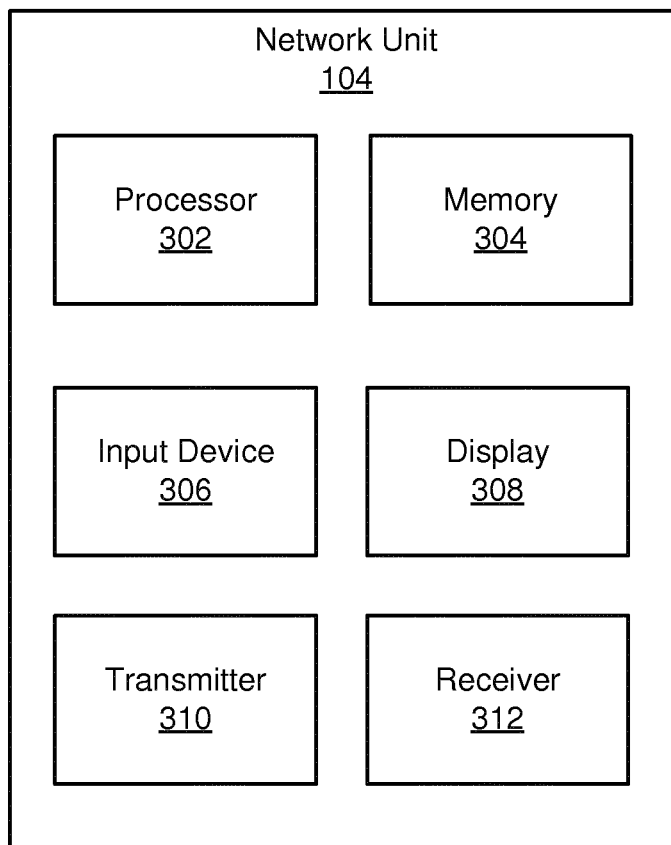 Network Unit
104
Processor
302
Memory
304
Input Device
306
Display
308
Transmitter
310
Receiver
312